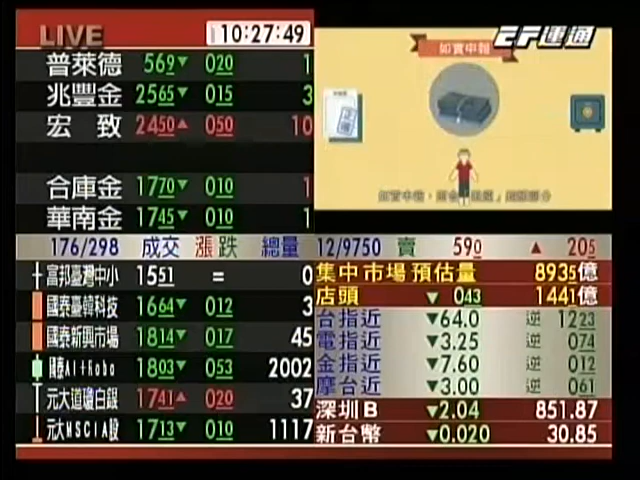 LIVE 10:27:49
如實申報
EF運通
普萊德 569▼ 020 1
兆豐金 2565▼ 015 3
宏致 2450▲ 050 10
合庫金 1770▼ 010 1
華南金 1745▼ 010 1
176/298 成交 漲跌 總量
12/9750 賣 590 ▲ 205
富邦臺灣中小 1551 = 0
國泰臺韓科技 1664▼ 012 3
國泰新興市場 1814▼ 017 45
國泰AI+Robo 1803▼ 053 2002
元大道瓊白銀 1741▲ 020 37
元大MSCIA股 1713▼ 010 1117
集中市場預估量 8935億
店頭 ▼ 043 1441億
台指近 ▼64.0 逆 1223
電指近 ▼3.25 逆 074
金指近 ▼7.60 逆 012
摩台近 ▼3.00 逆 061
深圳B ▼2.04 851.87
新台幣 ▼0.020 30.85